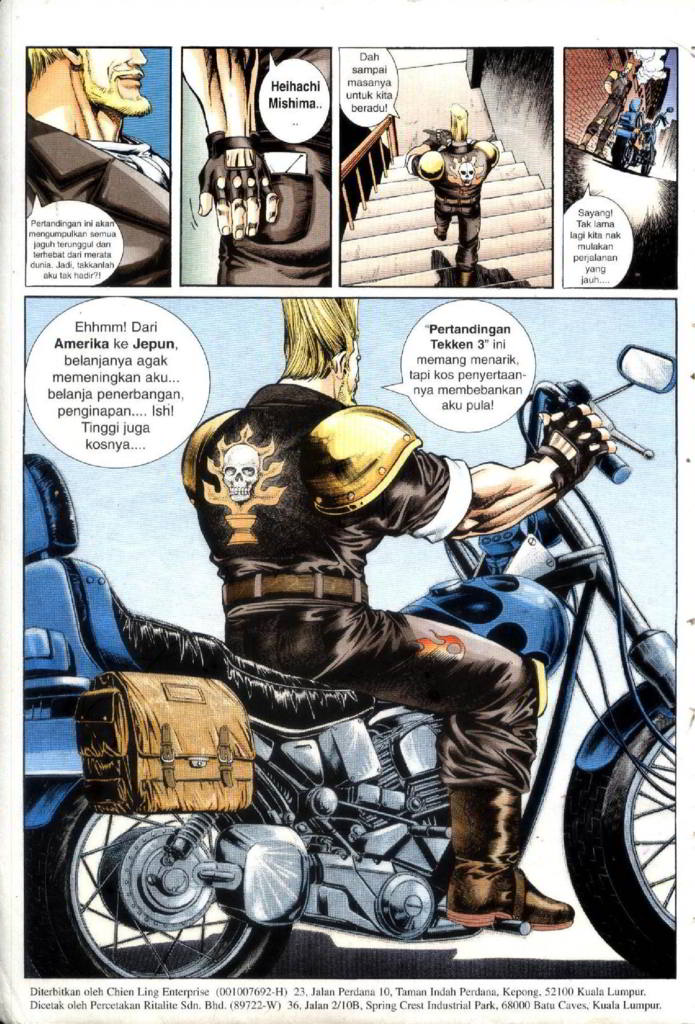 Pertandingan ini akan
mengumpulkan semua
jaguh terunggul dan
terhebat dari merata
dunia. Jadi, takkanlah
aku tak hadir?!
Heihachi
Mishima..
..
Dah
sampai
masanya
untuk kita
beradu!
Sayang!
Tak lama
lagi kita nak
mulakan
perjalanan
yang
jauh....
Ehhmm! Dari
Amerika ke Jepun,
belanjanya agak
memeningkan aku...
belanja penerbangan,
penginapan.... Ish!
Tinggi juga
kosnya....
"Pertandingan
Tekken 3" ini
memang menarik,
tapi kos penyertaan-
nya membebankan
aku pula!
Diterbitkan oleh Chien Ling Enterprise (001007692-H) 23, Jalan Perdana 10, Taman Indah Perdana, Kepong, 52100 Kuala Lumpur.
Dicetak oleh Percetakan Ritalite Sdn. Bhd. (89722-W) 36, Jalan 2/10B, Spring Crest Industrial Park, 68000 Batu Caves, Kuala Lumpur.